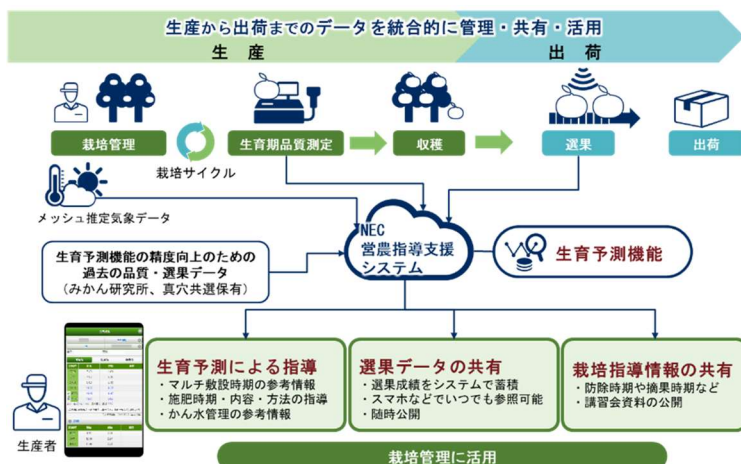 生産から出荷までのデータを統合的に管理・共有・活用
生 産
出 荷
栽培管理
栽培サイクル
生育期品質測定
収穫
選果
出荷
メッシュ推定気象データ
NEC
営農指導支援
システム
生育予測機能
生育予測機能の精度向上のための
過去の品質・選果データ
（みかん研究所、真穴共選保有）
生産者
生育予測による指導
・マルチ敷設時期の参考情報
・施肥時期・内容・方法の指導
・かん水管理の参考情報
選果データの共有
・選果成績をシステムで蓄積
・スマホなどでいつでも参照可能
・随時公開
栽培指導情報の共有
・防除時期や摘果時期など
・講習会資料の公開
栽培管理に活用